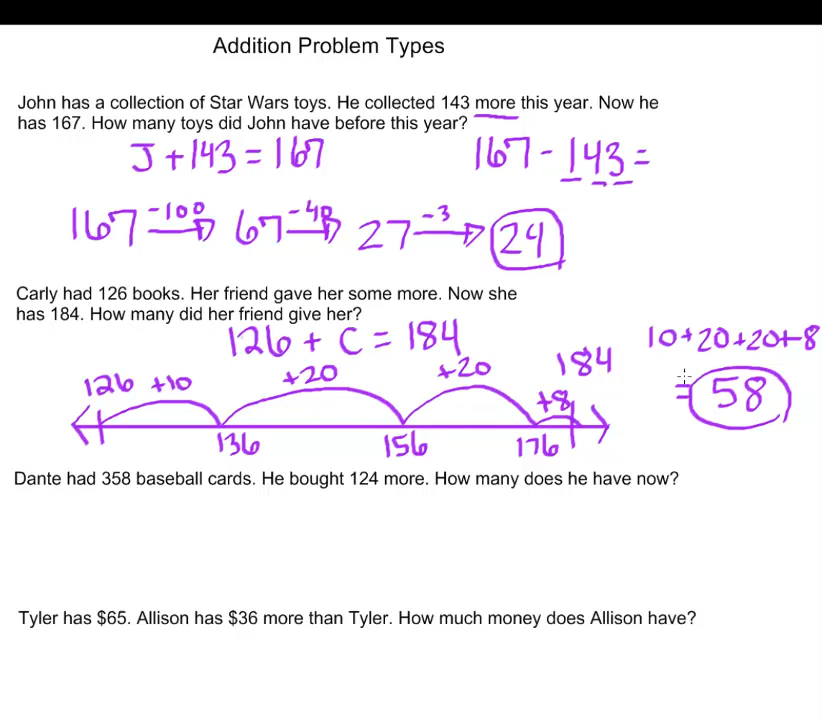 Addition Problem Types
John has a collection of Star Wars toys. He collected 143 more this year. Now he
has 167. How many toys did John have before this year?
J + 143 = 167 167 - 143 =
167 -100 67 -40 27 -3 24
Carly had 126 books. Her friend gave her some more. Now she
has 184. How many did her friend give her?
126 + C = 184 10+20+20+8
126 +10 +20 +20 184 = 58
+8
136 156 176
Dante had 358 baseball cards. He bought 124 more. How many does he have now?
Tyler has $65. Allison has $36 more than Tyler. How much money does Allison have?